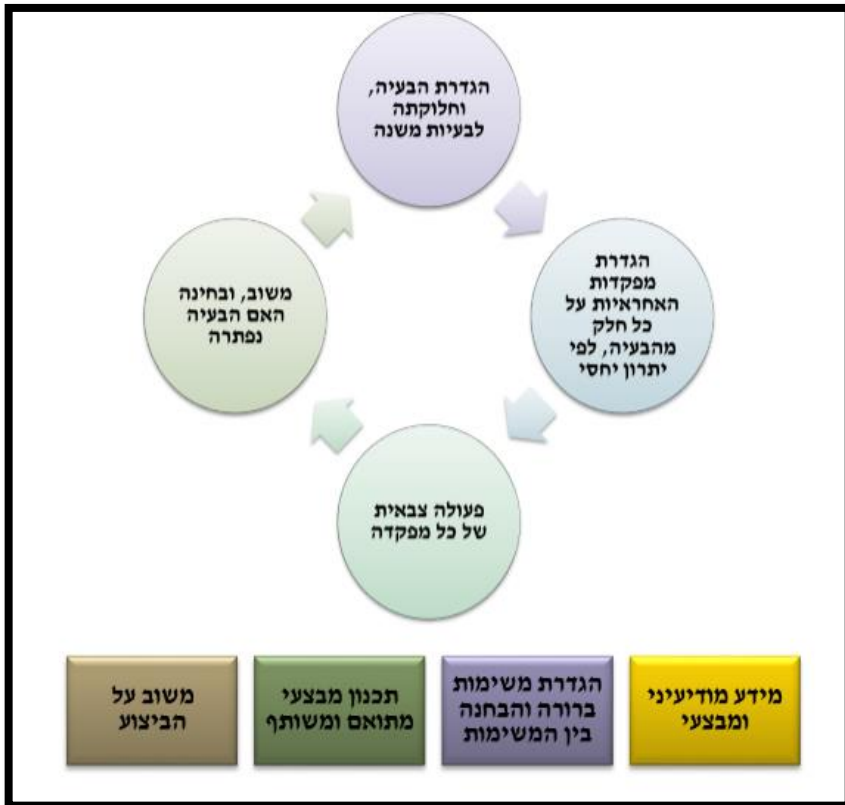 הגדרת הבעיה,
וחלוקתה
לבעיות משנה
הגדרת
מפקדות
האחראיות על
כל חלק
מהבעיה, לפי
יתרון יחסי
פעולה צבאית
של כל מפקדה
משוב, ובחינה
האם הבעיה
נפתרה
מידע מודיעיני
ומבצעי
הגדרת משימות
ברורה והבחנה
בין המשימות
תכנון מבצעי
מתואם ומשותף
משוב על
הביצוע